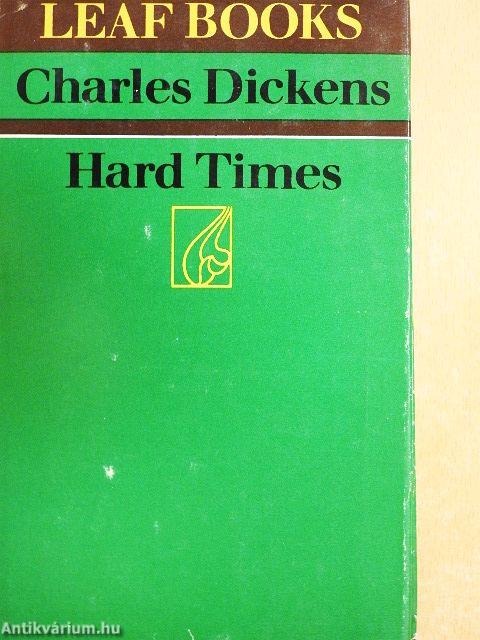 LEAF BOOKS
Charles Dickens
Hard Times
Antikvárium.hu